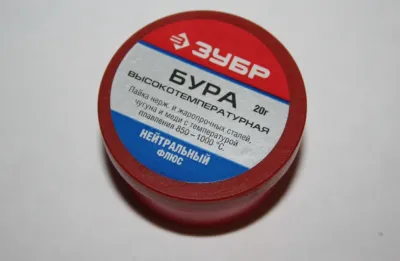 ЗУБР
БУРА
ВЫСОКОТЕМПЕРАТУРНАЯ
20г
Пайка нерж. и жаропрочных сталей,
чугуна и меди с температурой
плавления 850-1000 °С.
НЕЙТРАЛЬНЫЙ
ФЛЮС